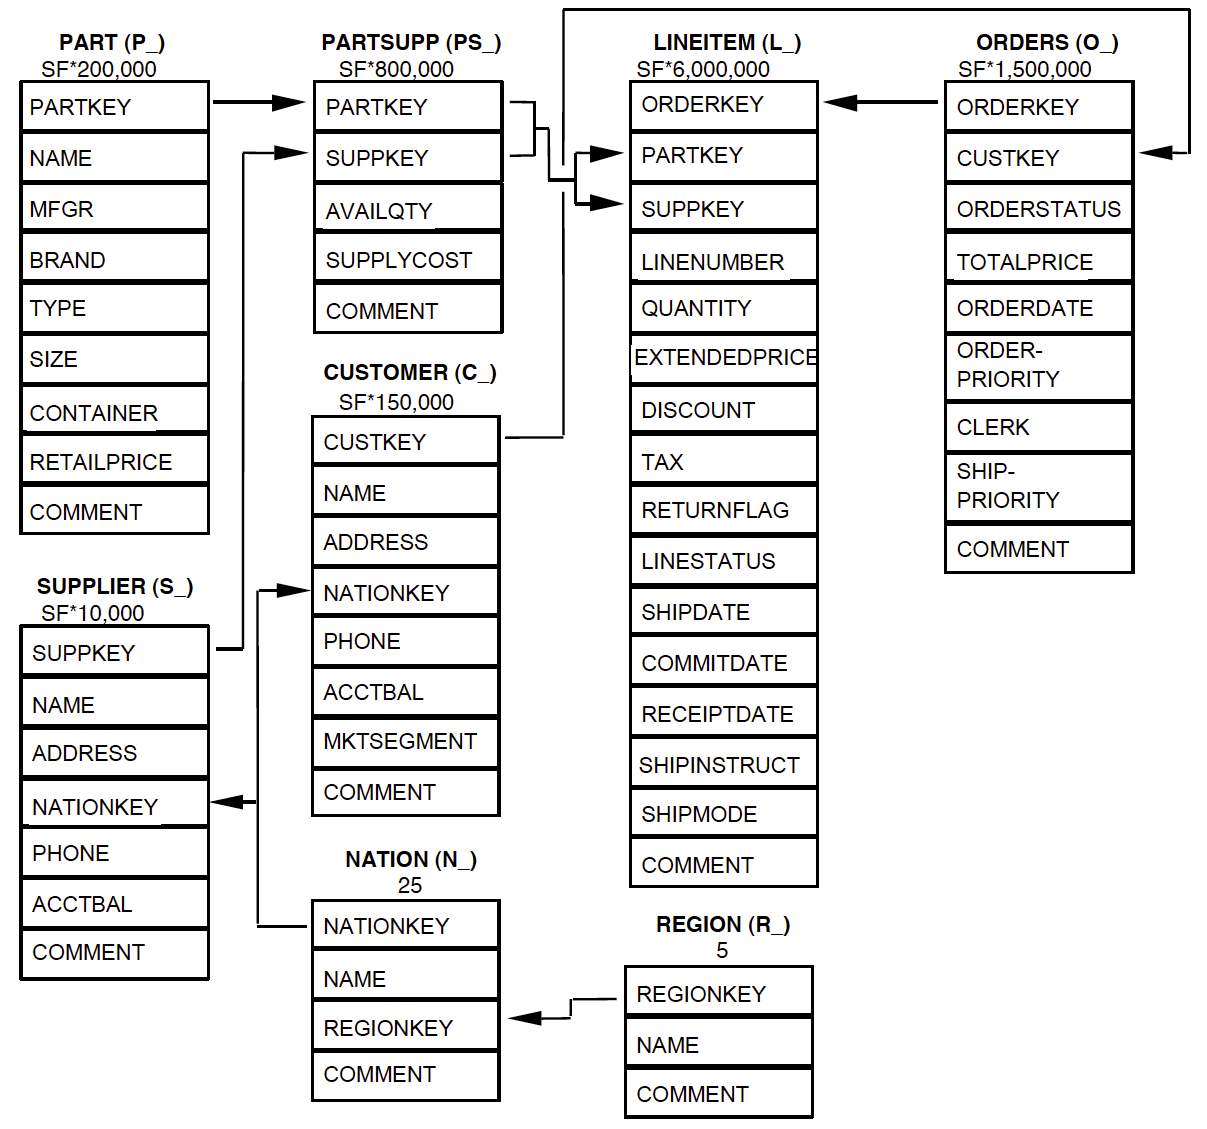 PART (P_)
SF*200,000
PARTKEY
NAME
MFGR
BRAND
TYPE
SIZE
CONTAINER
RETAILPRICE
COMMENT
SUPPLIER (S_)
SF*10,000
SUPPKEY
NAME
ADDRESS
NATIONKEY
PHONE
ACCTBAL
COMMENT
PARTSUPP (PS_)
SF*800,000
PARTKEY
SUPPKEY
AVAILQTY
SUPPLYCOST
COMMENT
CUSTOMER (C_)
SF*150,000
CUSTKEY
NAME
ADDRESS
NATIONKEY
PHONE
ACCTBAL
MKTSEGMENT
COMMENT
NATION (N_)
25
NATIONKEY
NAME
REGIONKEY
COMMENT
LINEITEM (L_)
SF*6,000,000
ORDERKEY
PARTKEY
SUPPKEY
LINENUMBER
QUANTITY
EXTENDEDPRICE
DISCOUNT
TAX
RETURNFLAG
LINESTATUS
SHIPDATE
COMMITDATE
RECEIPTDATE
SHIPINSTRUCT
SHIPMODE
COMMENT
REGION (R_)
5
REGIONKEY
NAME
COMMENT
ORDERS (O_)
SF*1,500,000
ORDERKEY
CUSTKEY
ORDERSTATUS
TOTALPRICE
ORDERDATE
ORDER-
PRIORITY
CLERK
SHIP-
PRIORITY
COMMENT